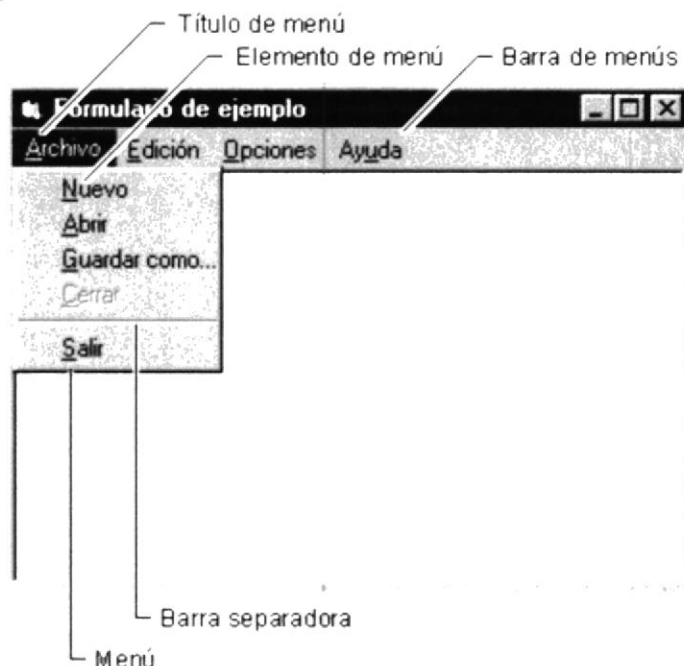 Título de menú
Elemento de menú
Barra de menús
Formulario de ejemplo
Archivo Edición Opciones Ayuda
Nuevo
Abrir
Guardar como...
Cerrar
Salir
Barra separadora
Menú